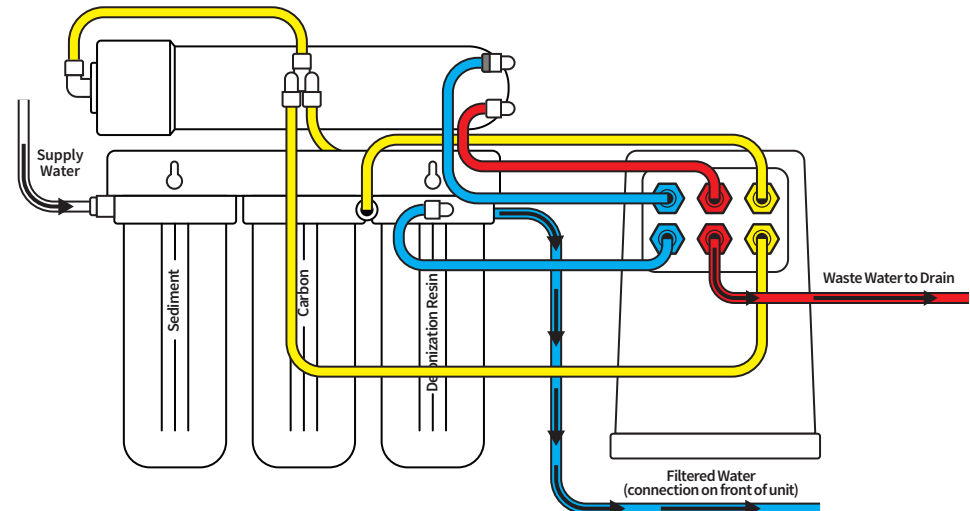 Supply
Water
Sediment
Carbon
Deionization Resin
Waste Water to Drain
Filtered Water
(connection on front of unit)